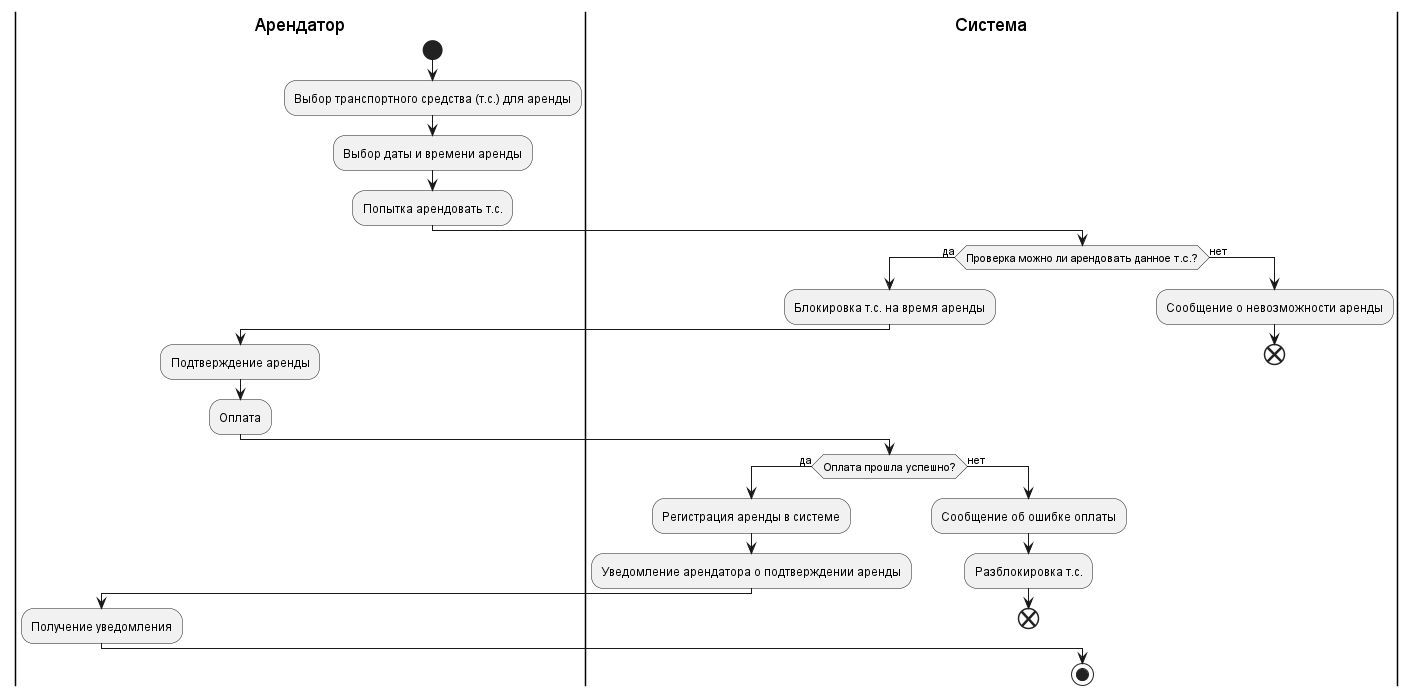 Арендатор
Система
Выбор транспортного средства (т.с.) для аренды
Выбор даты и времени аренды
Попытка арендовать т.с.
да
Проверка можно ли арендовать данное т.с.?
нет
Блокировка т.с. на время аренды
Сообщение о невозможности аренды
Подтверждение аренды
Оплата
да
Оплата прошла успешно?
нет
Регистрация аренды в системе
Сообщение об ошибке оплаты
Уведомление арендатора о подтверждении аренды
Разблокировка т.с.
Получение уведомления